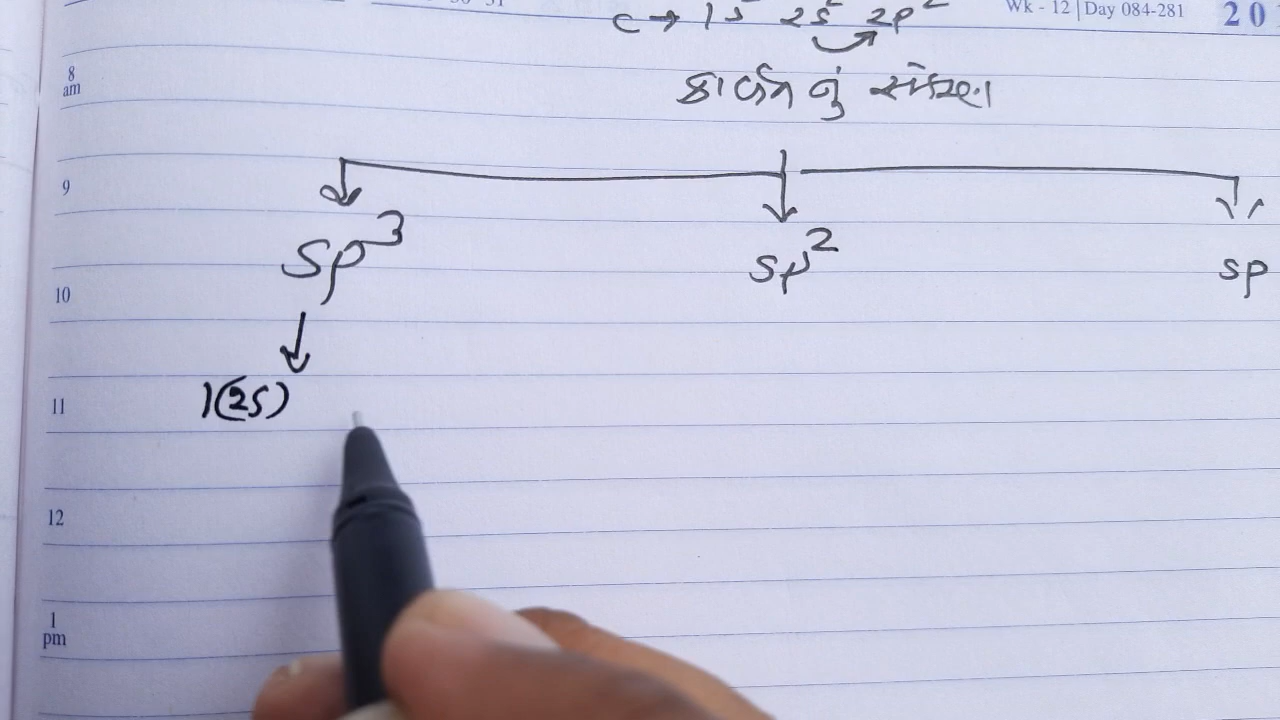 Wk - 12 | Day 084-281 20
C → 1s² 2s² 2p²
8 am
કાર્બન નું સંકરણ
9
sp³ sp² sp
10
11 1(2s)
12
1 pm